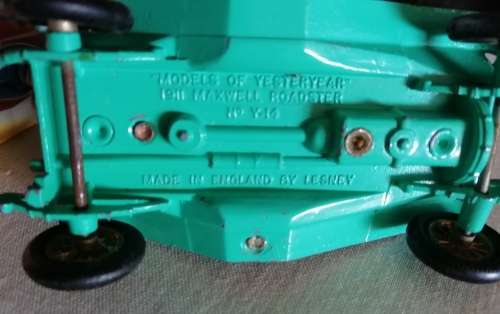 "MODELS OF YESTERYEAR"
1911 MAXWELL ROADSTER
No Y-14
MADE IN ENGLAND BY LESNEY